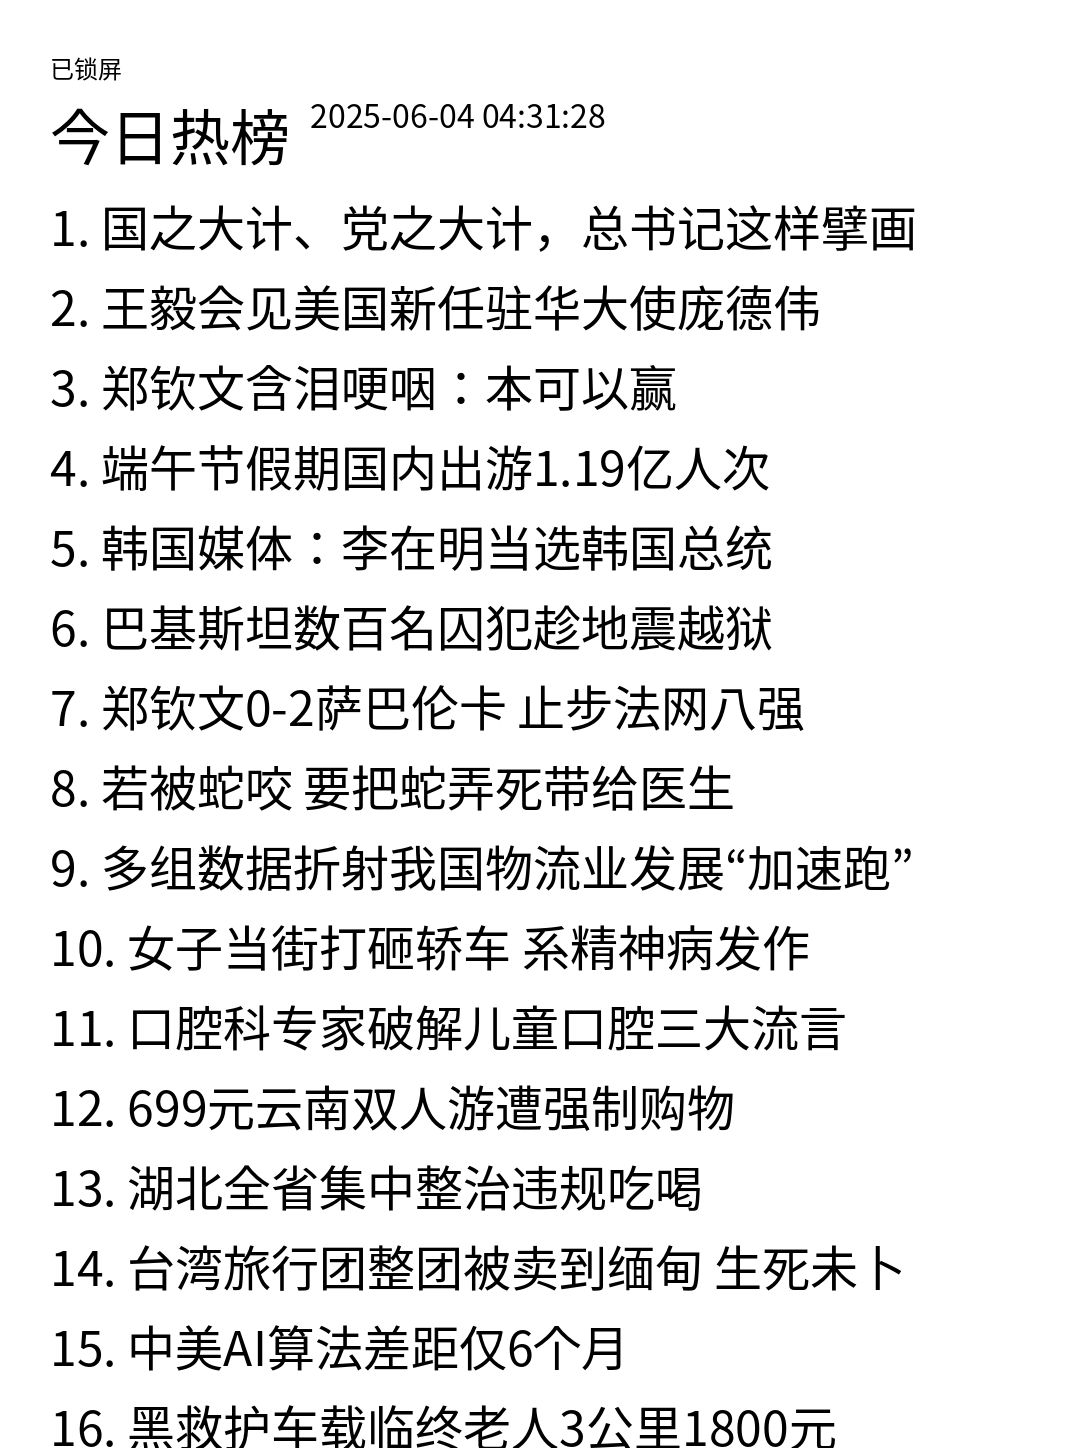 已锁屏
今日热榜 2025-06-04 04:31:28
1. 国之大计、党之大计，总书记这样擘画
2. 王毅会见美国新任驻华大使庞德伟
3. 郑钦文含泪哽咽：本可以赢
4. 端午节假期国内出游1.19亿人次
5. 韩国媒体：李在明当选韩国总统
6. 巴基斯坦数百名囚犯趁地震越狱
7. 郑钦文0-2萨巴伦卡 止步法网八强
8. 若被蛇咬 要把蛇弄死带给医生
9. 多组数据折射我国物流业发展“加速跑”
10. 女子当街打砸轿车 系精神病发作
11. 口腔科专家破解儿童口腔三大流言
12. 699元云南双人游遭强制购物
13. 湖北全省集中整治违规吃喝
14. 台湾旅行团整团被卖到缅甸 生死未卜
15. 中美AI算法差距仅6个月
16. 黑救护车载临终老人3公里1800元